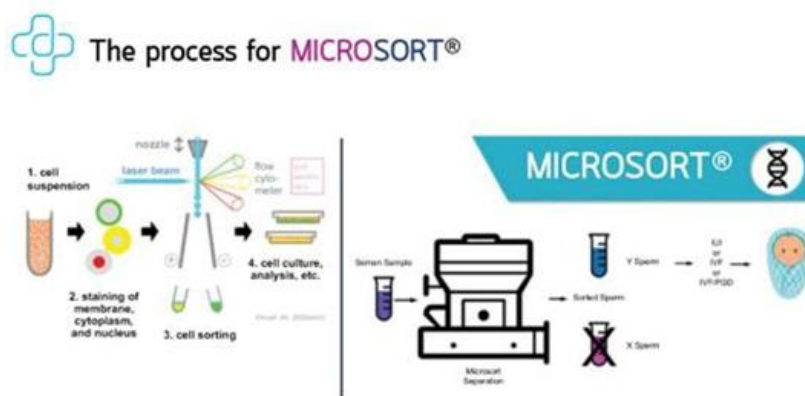 The process for MICROSORT®
nozzle
laser beam
flow
cyto-
meter
1. cell
suspension
2. staining of
membrane,
cytoplasm,
and nucleus
3. cell sorting
4. cell culture,
analysis, etc.
MICROSORT®
Semen Sample
Microsort
Separation
Sorted Sperm
Y Sperm
X Sperm
IUI
or
IVF
or
IVF/PGD